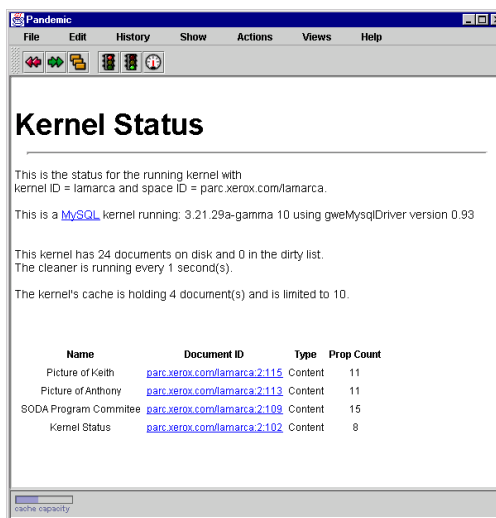 Pandemic
File Edit History Show Actions Views Help
Kernel Status
This is the status for the running kernel with
kernel ID = lamarca and space ID = parc.xerox.com/lamarca.
This is a MySQL kernel running: 3.21.29a-gamma 10 using gweMysqlDriver version 0.93
This kernel has 24 documents on disk and 0 in the dirty list.
The cleaner is running every 1 second(s).
The kernel's cache is holding 4 document(s) and is limited to 10.
Name Document ID Type Prop Count
Picture of Keith parc.xerox.com/lamarca:2:115 Content 11
Picture of Anthony parc.xerox.com/lamarca:2:113 Content 11
SODA Program Commitee parc.xerox.com/lamarca:2:109 Content 15
Kernel Status parc.xerox.com/lamarca:2:102 Content 8
cache capacity